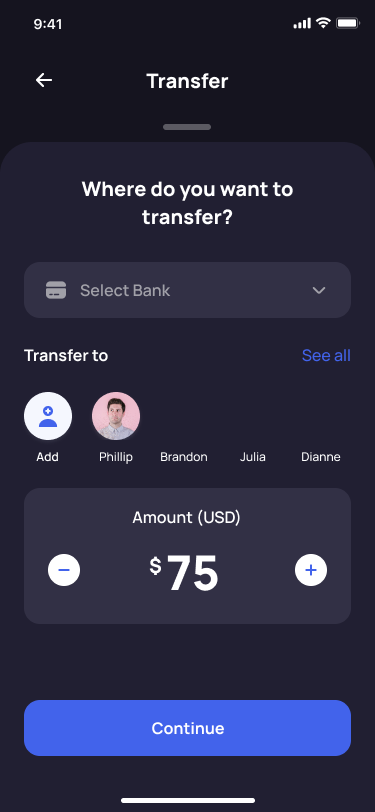 9:41
Transfer
Where do you want to
transfer?
Select Bank
Transfer to
See all
Add
Phillip
Brandon
Julia
Dianne
Amount (USD)
$75
Continue